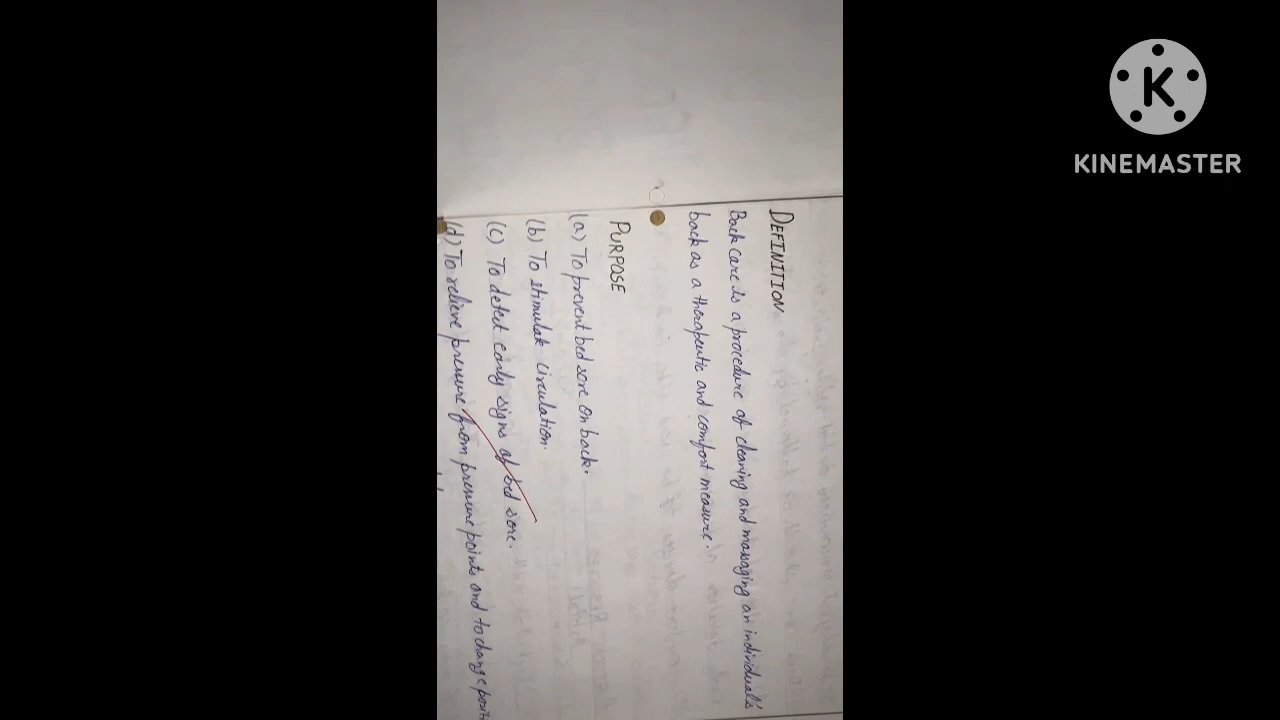 DEFINITION
Back care is a procedure of cleaning and massaging an individual's
back as a therapeutic and comfort measure.
PURPOSE
(a) To prevent bed sore on back.
(b) To stimulate circulation.
(c) To detect early signs of bed sore.
(d) To relieve pressure from pressure points and to change
KINEMASTER